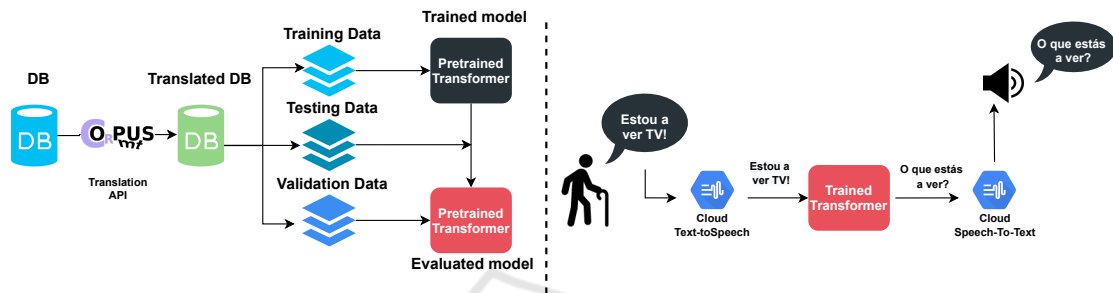 DB
DB
CORPUS
mt
Translation
API
Translated DB
DB
Training Data
Testing Data
Validation Data
Trained model
Pretrained
Transformer
Pretrained
Transformer
Evaluated model
Estou a
ver TV!
Cloud
Text-toSpeech
Estou a
ver TV!
Trained
Transformer
O que estás
a ver?
Cloud
Speech-To-Text
O que estás
a ver?